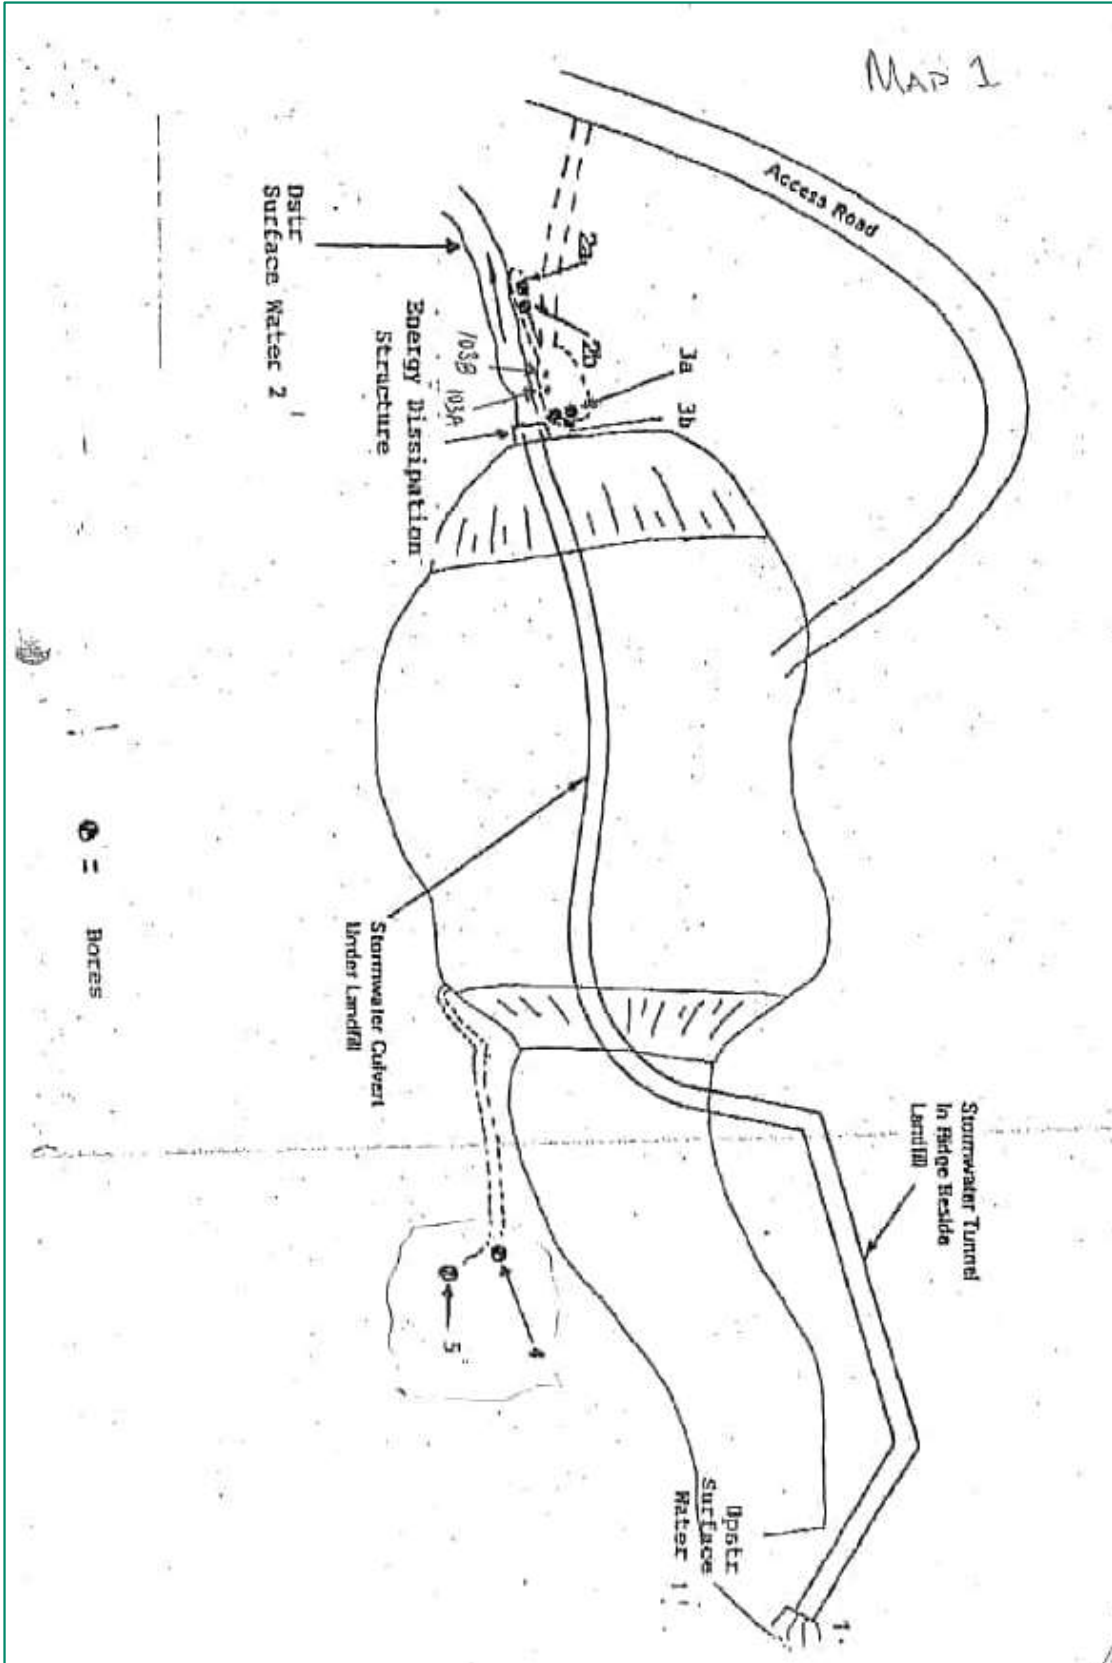 MAP 1
Access Road
2a
2b
3a
3b
Dstr
Surface Water 2
103B
103A
Energy Dissipation
Structure
Stormwater Culvert
Under Landfill
= Bores
Stormwater Tunnel
In Ridge Beside
Landfill
4
5
Upstr
Surface
Water 1
1.